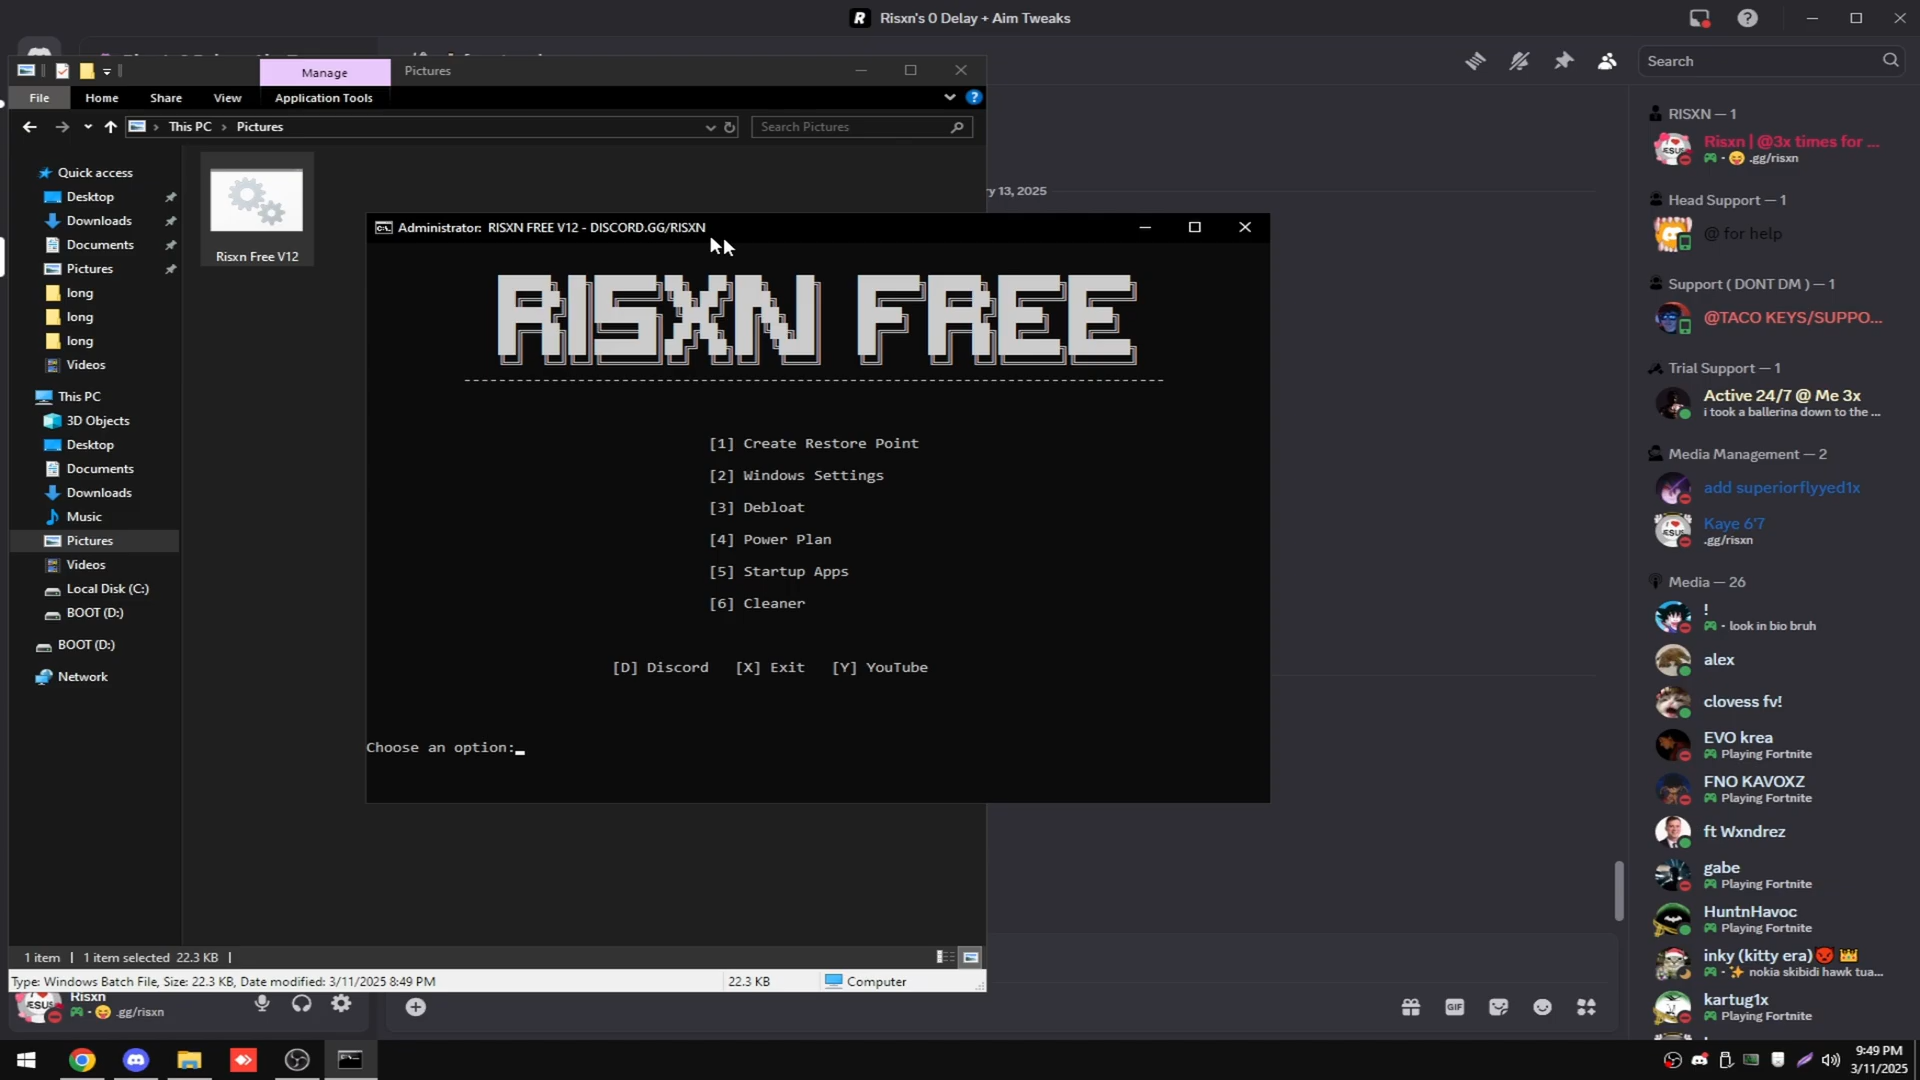 Risxn's 0 Delay + Aim Tweaks
Manage
Pictures
File
Home
Share
View
Application Tools
This PC
Pictures
Search Pictures
Search
Quick access
Desktop
Downloads
Documents
Pictures
long
long
long
Videos
This PC
3D Objects
Desktop
Documents
Downloads
Music
Pictures
Videos
Local Disk (C:)
BOOT (D:)
BOOT (D:)
Network
Risxn Free V12
ry 13, 2025
Administrator: RISXN FREE V12 - DISCORD.GG/RISXN
RISXN FREE
[1] Create Restore Point
[2] Windows Settings
[3] Debloat
[4] Power Plan
[5] Startup Apps
[6] Cleaner
[D] Discord [X] Exit [Y] YouTube
Choose an option:
1 item 1 item selected 22.3 KB
Type: Windows Batch File, Size: 22.3 KB, Date modified: 3/11/2025 8:49 PM
22.3 KB
Computer
Risxn
.gg/risxn
GIF
RISXN — 1
Risxn | @3x times for ...
.gg/risxn
Head Support — 1
@ for help
Support ( DONT DM ) — 1
@TACO KEYS/SUPPO...
Trial Support — 1
Active 24/7 @ Me 3x
i took a ballerina down to the ...
Media Management — 2
add superiorflyyed1x
Kaye 6'7
.gg/risxn
Media — 26
!
- look in bio bruh
alex
clovess fv!
EVO krea
Playing Fortnite
FNO KAVOXZ
Playing Fortnite
ft Wxndrez
gabe
Playing Fortnite
HuntnHavoc
Playing Fortnite
inky (kitty era)
nokia skibidi hawk tua...
kartug1x
Playing Fortnite
9:49 PM
3/11/2025